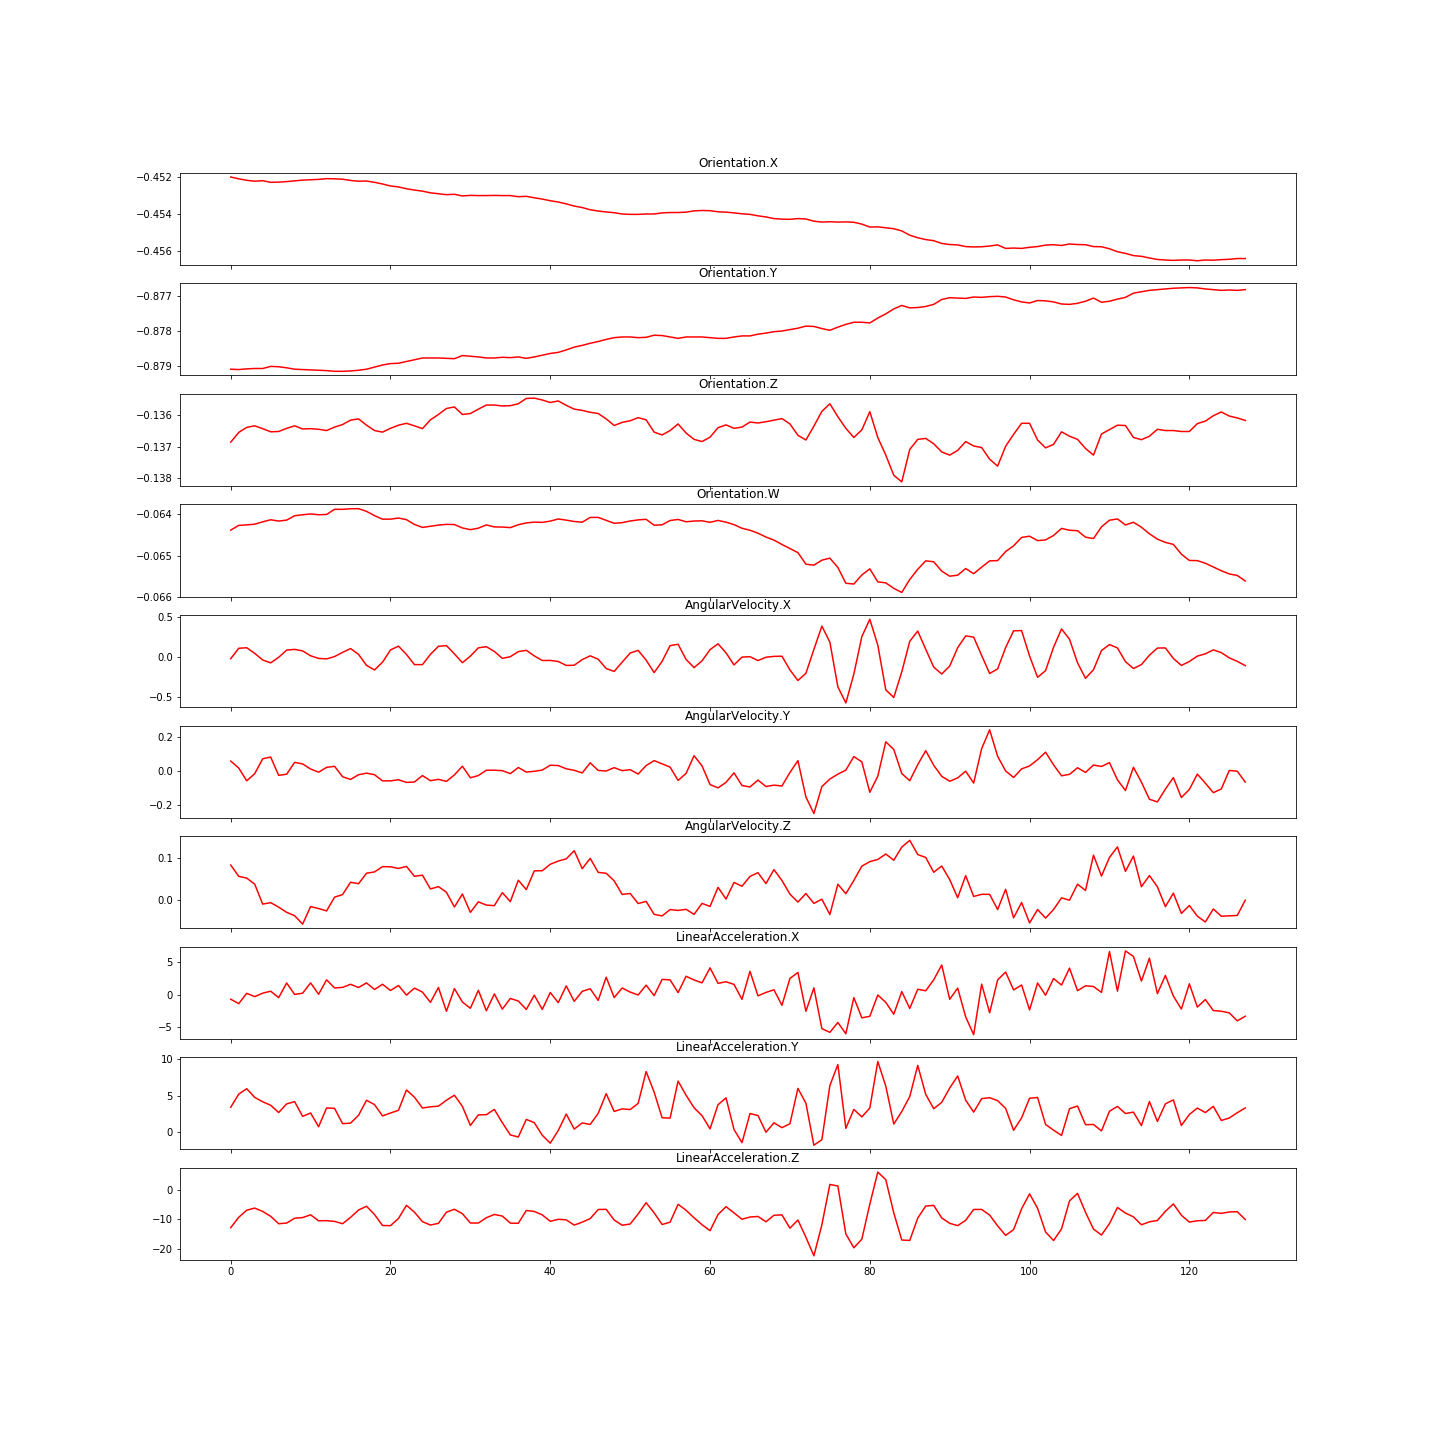 Orientation.X
−0.452
−0.454
−0.456
Orientation.Y
−0.877
−0.878
−0.879
Orientation.Z
−0.136
−0.137
−0.138
Orientation.W
−0.064
−0.065
−0.066
AngularVelocity.X
0.5
0.0
−0.5
AngularVelocity.Y
0.2
0.0
−0.2
AngularVelocity.Z
0.1
0.0
LinearAcceleration.X
5
0
−5
LinearAcceleration.Y
10
5
0
LinearAcceleration.Z
0
−10
−20
0 20 40 60 80 100 120